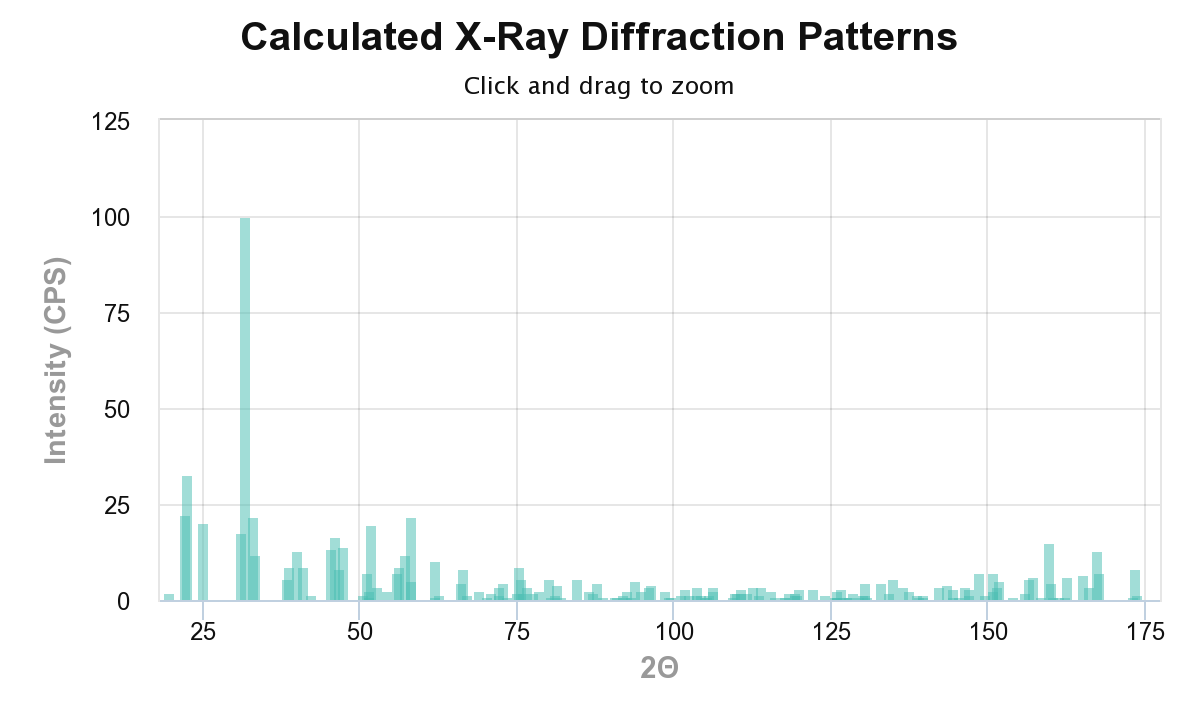 Calculated X-Ray Diffraction Patterns
Click and drag to zoom
125
100
75
50
25
0
Intensity (CPS)
25 50 75 100 125 150 175
2Θ